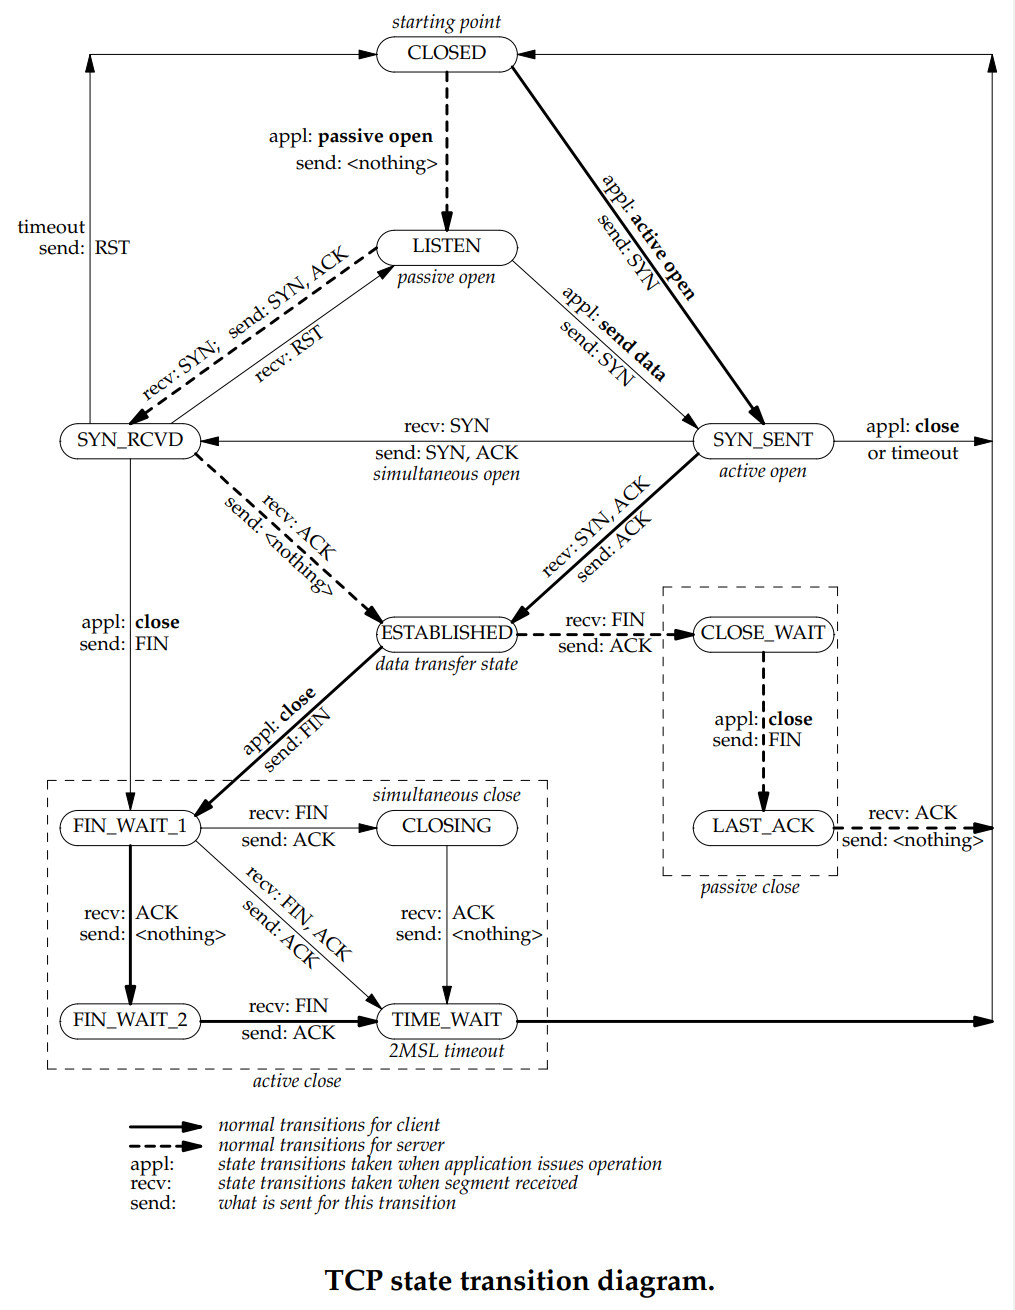 starting point
CLOSED
appl: passive open
send: <nothing>
appl: active open
send: SYN
timeout
send: RST
LISTEN
passive open
recv: SYN; send: SYN, ACK
recv: RST
appl: send data
send: SYN
SYN_RCVD
recv: SYN
send: SYN, ACK
simultaneous open
SYN_SENT
active open
appl: close
or timeout
recv: ACK
send: <nothing>
recv: SYN, ACK
send: ACK
appl: close
send: FIN
ESTABLISHED
data transfer state
recv: FIN
send: ACK
CLOSE_WAIT
appl: close
send: FIN
appl: close
send: FIN
simultaneous close
FIN_WAIT_1
recv: FIN
send: ACK
CLOSING
LAST_ACK
recv: ACK
send: <nothing>
passive close
recv: ACK
send: <nothing>
recv: FIN, ACK
send: ACK
recv: ACK
send: <nothing>
FIN_WAIT_2
recv: FIN
send: ACK
TIME_WAIT
2MSL timeout
active close
normal transitions for client
normal transitions for server
appl: state transitions taken when application issues operation
recv: state transitions taken when segment received
send: what is sent for this transition
TCP state transition diagram.